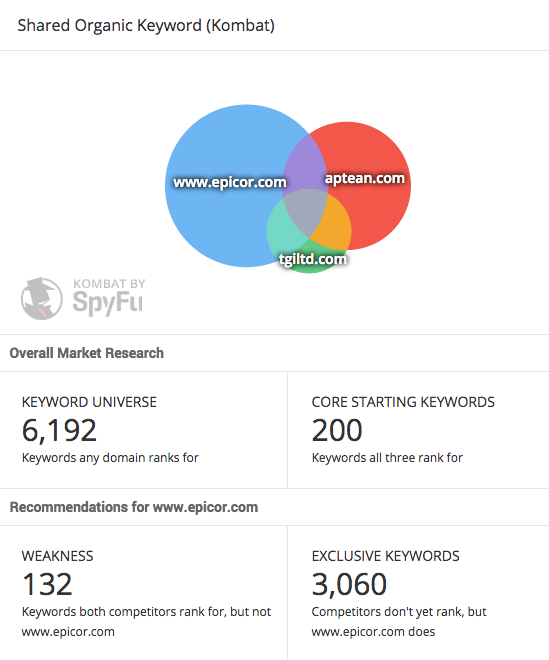 Shared Organic Keyword (Kombat)
www.epicor.com
aptean.com
tgiltd.com
KOMBAT BY
SpyFu
Overall Market Research
KEYWORD UNIVERSE
6,192
Keywords any domain ranks for
CORE STARTING KEYWORDS
200
Keywords all three rank for
Recommendations for www.epicor.com
WEAKNESS
132
Keywords both competitors rank for, but not
www.epicor.com
EXCLUSIVE KEYWORDS
3,060
Competitors don't yet rank, but
www.epicor.com does